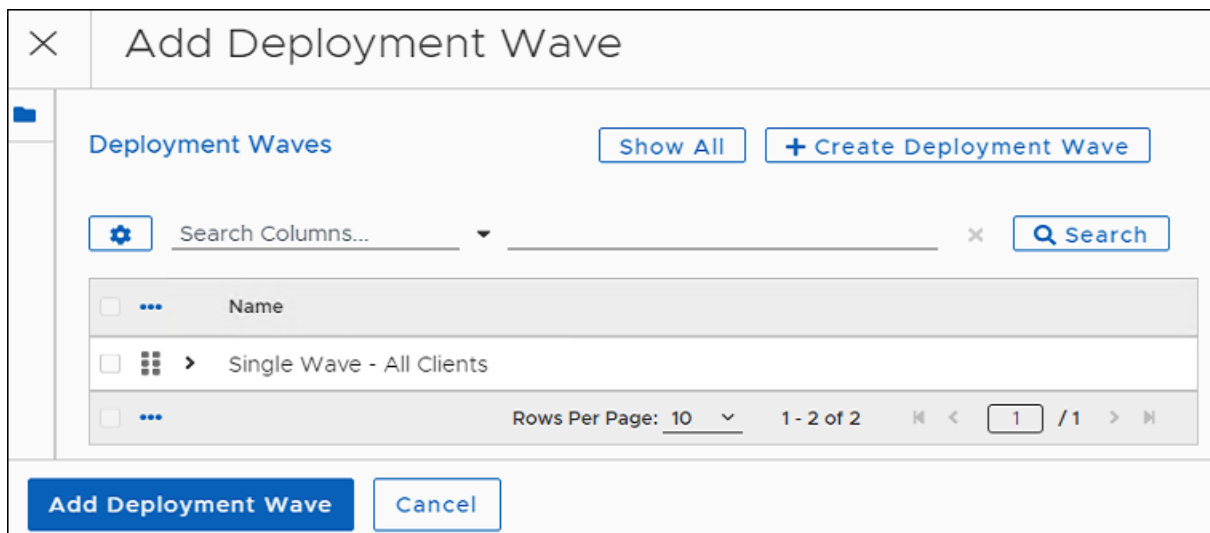 Add Deployment Wave
Deployment Waves
Show All
+ Create Deployment Wave
Search Columns...
Search
Name
Single Wave - All Clients
Rows Per Page: 10 1 - 2 of 2 1 / 1
Add Deployment Wave
Cancel